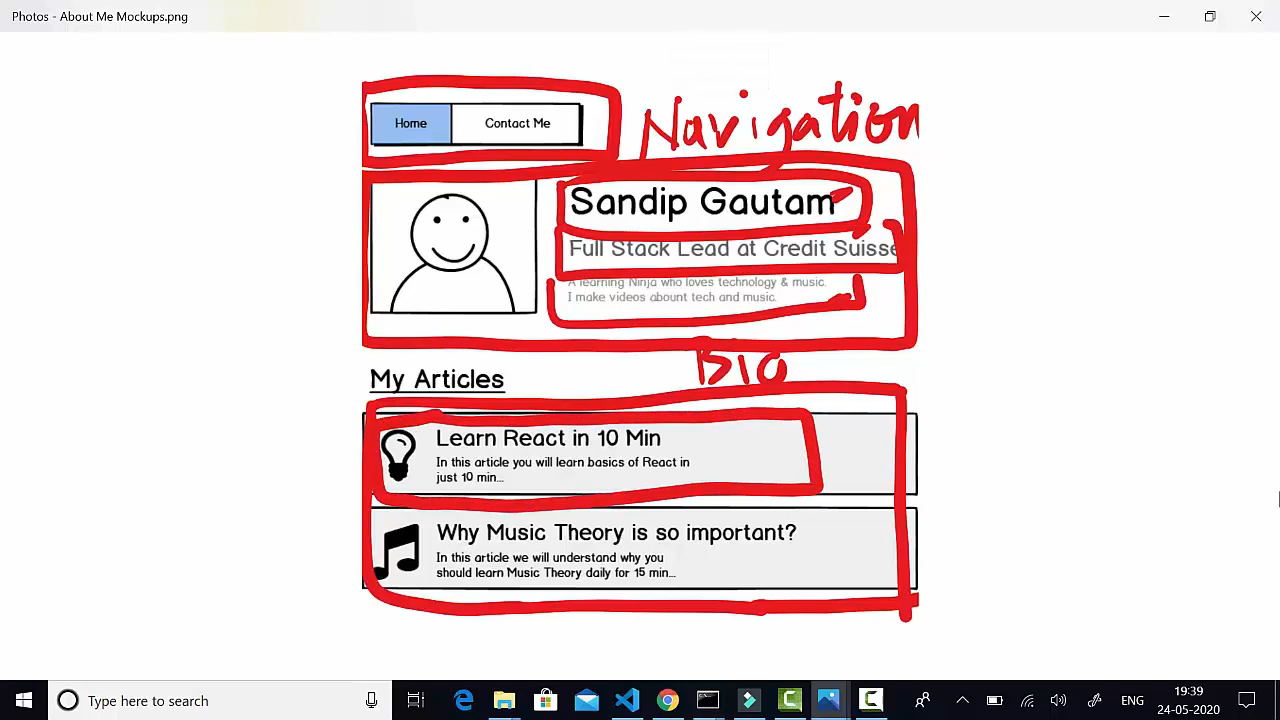 Photos - About Me Mockups.png
Home Contact Me Navigation
Sandip Gautam
Full Stack Lead at Credit Suisse
A learning Ninja who loves technology & music.
I make videos abount tech and music.
Bio
My Articles
Learn React in 10 Min
In this article you will learn basics of React in
just 10 min...
Why Music Theory is so important?
In this article we will understand why you
should learn Music Theory daily for 15 min...
Type here to search
ENG
19:39
24-05-2020